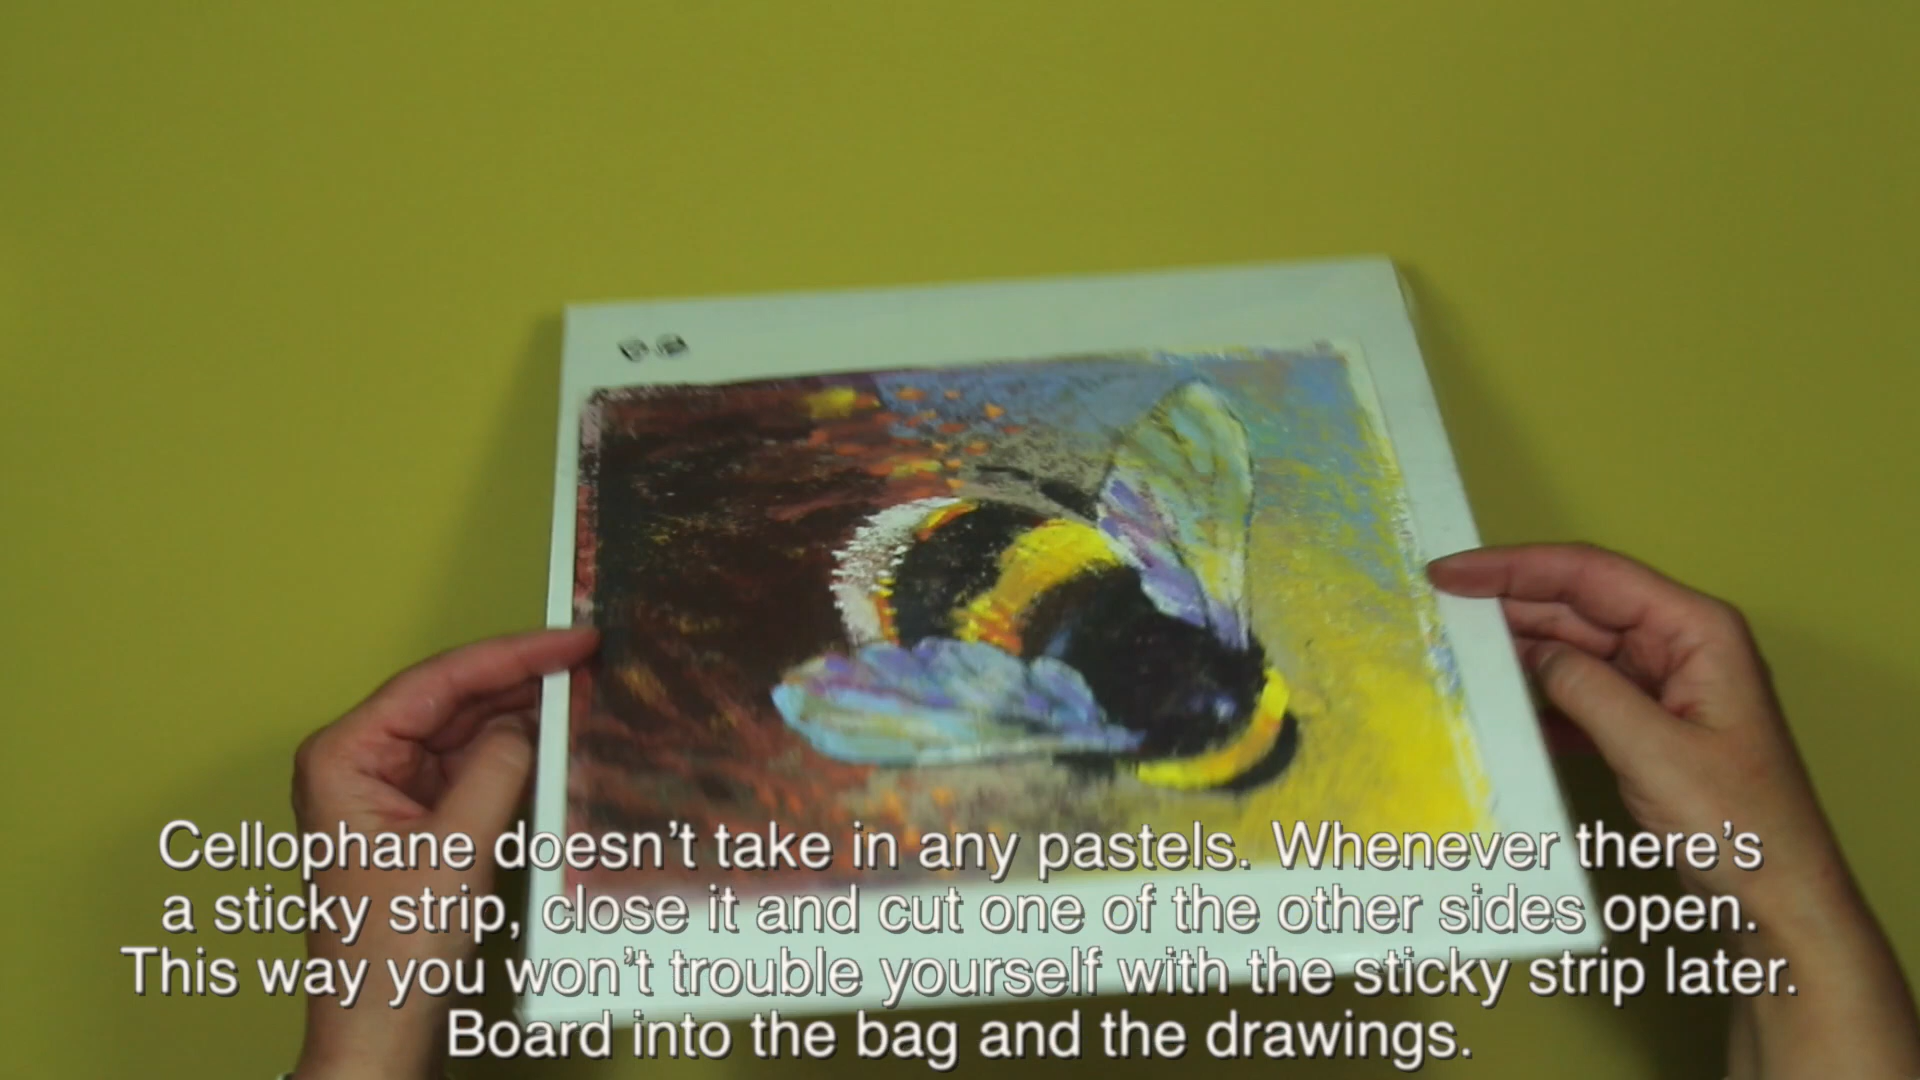 Cellophane doesn't take in any pastels. Whenever there's
a sticky strip, close it and cut one of the other sides open.
This way you won't trouble yourself with the sticky strip later.
Board into the bag and the drawings.